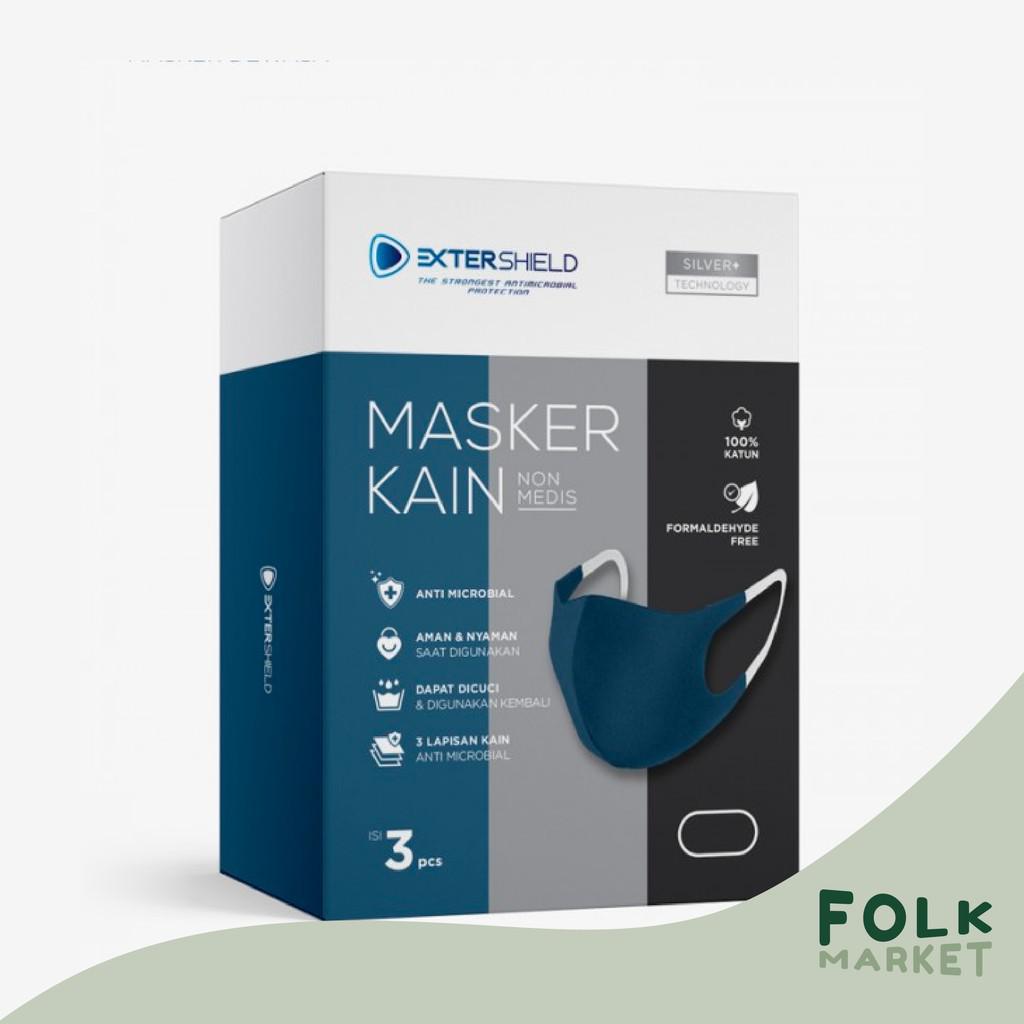 EXTERSHIELD
THE STRONGEST ANTIMICROBIAL
PROTECTION
SILVER+
TECHNOLOGY
MASKER
KAIN
NON
MEDIS
100%
KATUN
FORMALDEHYDE
FREE
ANTI MICROBIAL
AMAN & NYAMAN
SAAT DIGUNAKAN
DAPAT DICUCI
& DIGUNAKAN KEMBALI
3 LAPISAN KAIN
ANTI MICROBIAL
ISI 3 pcs
EXTERSHIELD
FOLK
MARKET